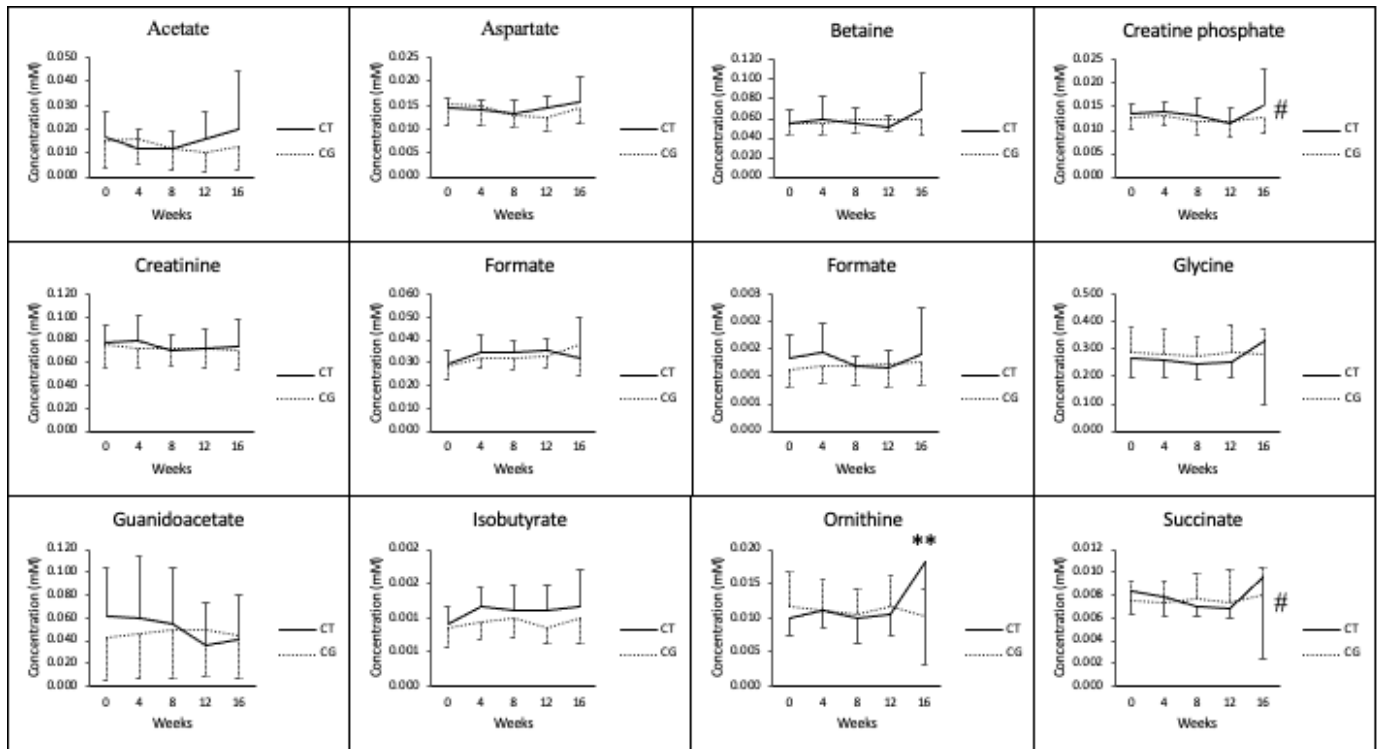 Acetate
Concentration (mM)
0.050
0.040
0.030
0.020
0.010
0.000
0 4 8 12 16
Weeks
CT
CG
Aspartate
Concentration (mM)
0.025
0.020
0.015
0.010
0.005
0.000
0 4 8 12 16
Weeks
CT
CG
Betaine
Concentration (mM)
0.120
0.100
0.080
0.060
0.040
0.020
0.000
0 4 8 12 16
Weeks
CT
CG
Creatine phosphate
Concentration (mM)
0.025
0.020
0.015
0.010
0.005
0.000
0 4 8 12 16
Weeks
#
CT
CG
Creatinine
Concentration (mM)
0.120
0.100
0.080
0.060
0.040
0.020
0.000
0 4 8 12 16
Weeks
CT
CG
Formate
Concentration (mM)
0.060
0.050
0.040
0.030
0.020
0.010
0.000
0 4 8 12 16
Weeks
CT
CG
Formate
Concentration (mM)
0.003
0.002
0.002
0.001
0.001
0.000
0 4 8 12 16
Weeks
CT
CG
Glycine
Concentration (mM)
0.500
0.400
0.300
0.200
0.100
0.000
0 4 8 12 16
Weeks
CT
CG
Guanidoacetate
Concentration (mM)
0.120
0.100
0.080
0.060
0.040
0.020
0.000
0 4 8 12 16
Weeks
CT
CG
Isobutyrate
Concentration (mM)
0.002
0.002
0.001
0.001
0.000
0 4 8 12 16
Weeks
CT
CG
Ornithine
Concentration (mM)
0.020
0.015
0.010
0.005
0.000
0 4 8 12 16
Weeks
**
CT
CG
Succinate
Concentration (mM)
0.012
0.010
0.008
0.006
0.004
0.002
0.000
0 4 8 12 16
Weeks
#
CT
CG